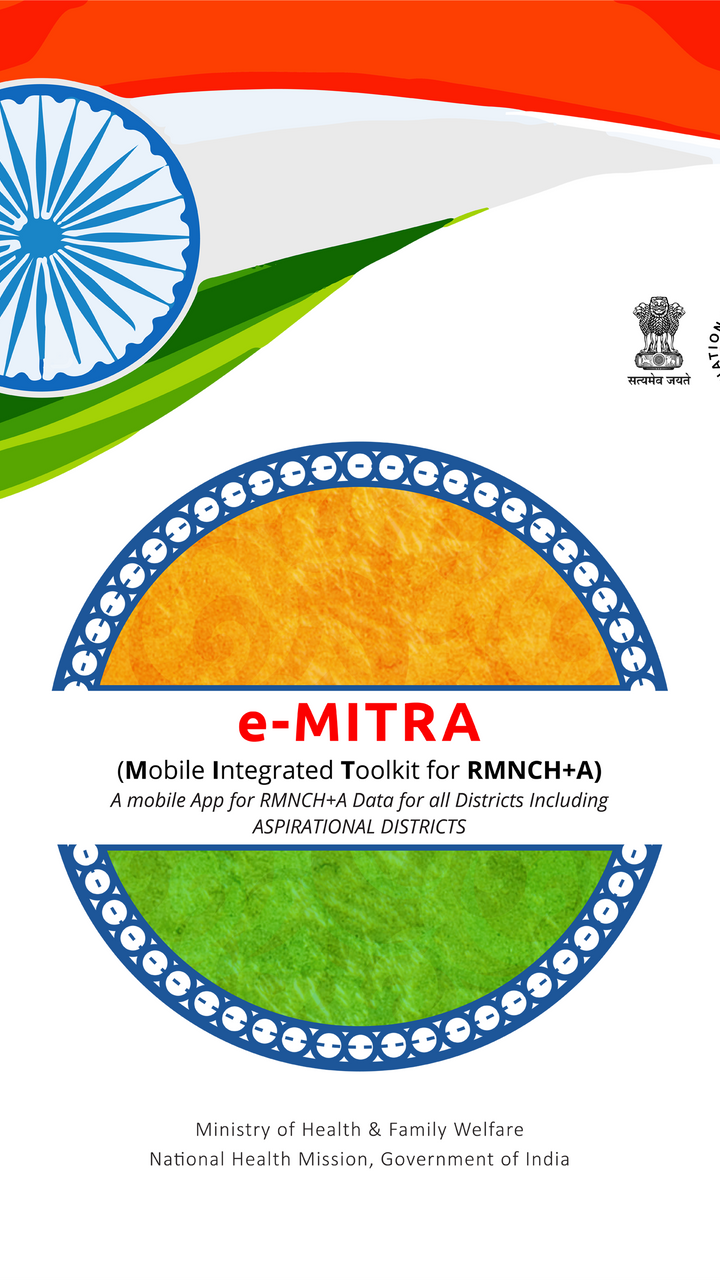 सत्यमेव जयते
e-MITRA
(Mobile Integrated Toolkit for RMNCH+A)
A mobile App for RMNCH+A Data for all Districts Including
ASPIRATIONAL DISTRICTS
Ministry of Health & Family Welfare
National Health Mission, Government of India